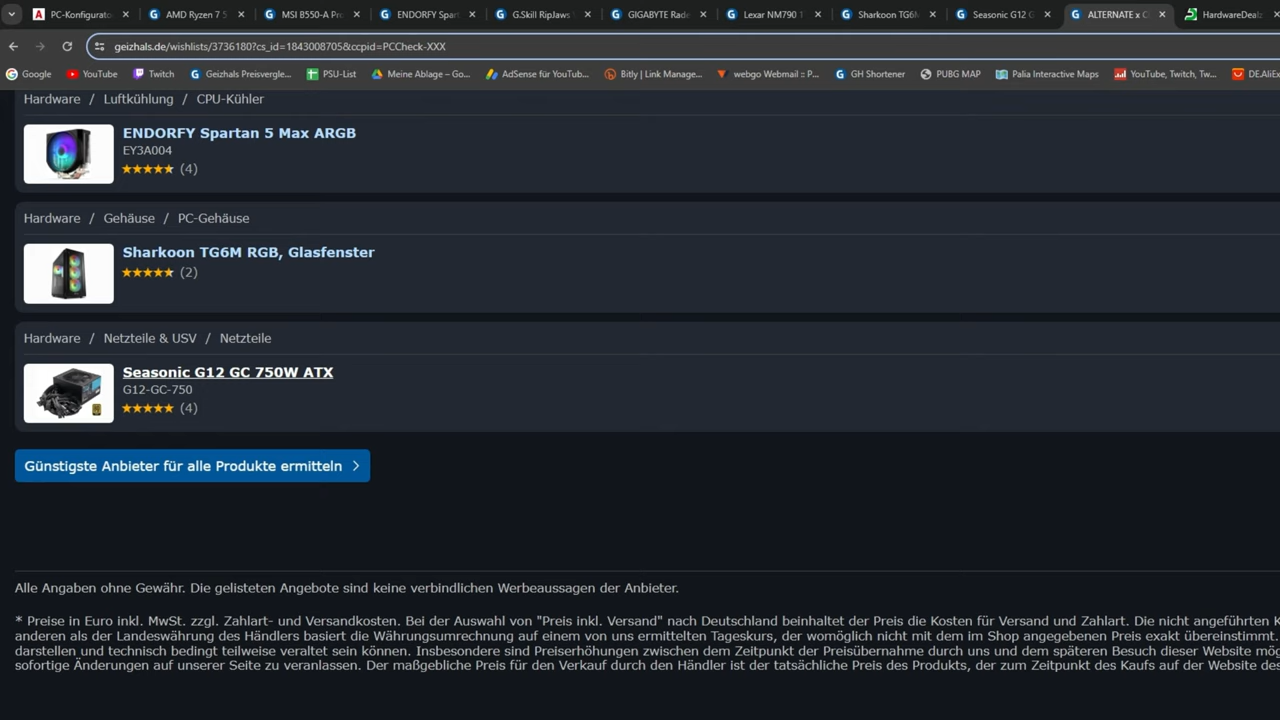 PC-Konfigurato
AMD Ryzen 7 5
MSI B550-A Pro
ENDORFY Spart
G.Skill RipJaws
GIGABYTE Rade
Lexar NM790 1
Sharkoon TG6M
Seasonic G12 G
ALTERNATE x C
HardwareDealz
geizhals.de/wishlists/3736180?cs_id=1843008705&ccpid=PCCheck-XXX
Google
YouTube
Twitch
Geizhals Preisvergle...
PSU-List
Meine Ablage – Go...
AdSense für YouTub...
Bitly | Link Manage...
webgo Webmail :: P...
GH Shortener
PUBG MAP
Palia Interactive Maps
YouTube, Twitch, Tw...
DE.AliEx
Hardware / Luftkühlung / CPU-Kühler
ENDORFY Spartan 5 Max ARGB
EY3A004
(4)
Hardware / Gehäuse / PC-Gehäuse
Sharkoon TG6M RGB, Glasfenster
(2)
Hardware / Netzteile & USV / Netzteile
Seasonic G12 GC 750W ATX
G12-GC-750
(4)
Günstigste Anbieter für alle Produkte ermitteln
Alle Angaben ohne Gewähr. Die gelisteten Angebote sind keine verbindlichen Werbeaussagen der Anbieter.
* Preise in Euro inkl. MwSt. zzgl. Zahlart- und Versandkosten. Bei der Auswahl von "Preis inkl. Versand" nach Deutschland beinhaltet der Preis die Kosten für Versand und Zahlart. Die nicht angeführten K
anderen als der Landeswährung des Händlers basiert die Währungsumrechnung auf einem von uns ermittelten Tageskurs, der womöglich nicht mit dem im Shop angegebenen Preis exakt übereinstimmt.
darstellen und technisch bedingt teilweise veraltet sein können. Insbesondere sind Preiserhöhungen zwischen dem Zeitpunkt der Preisübernahme durch uns und dem späteren Besuch dieser Website mög
sofortige Änderungen auf unserer Seite zu veranlassen. Der maßgebliche Preis für den Verkauf durch den Händler ist der tatsächliche Preis des Produkts, der zum Zeitpunkt des Kaufs auf der Website des